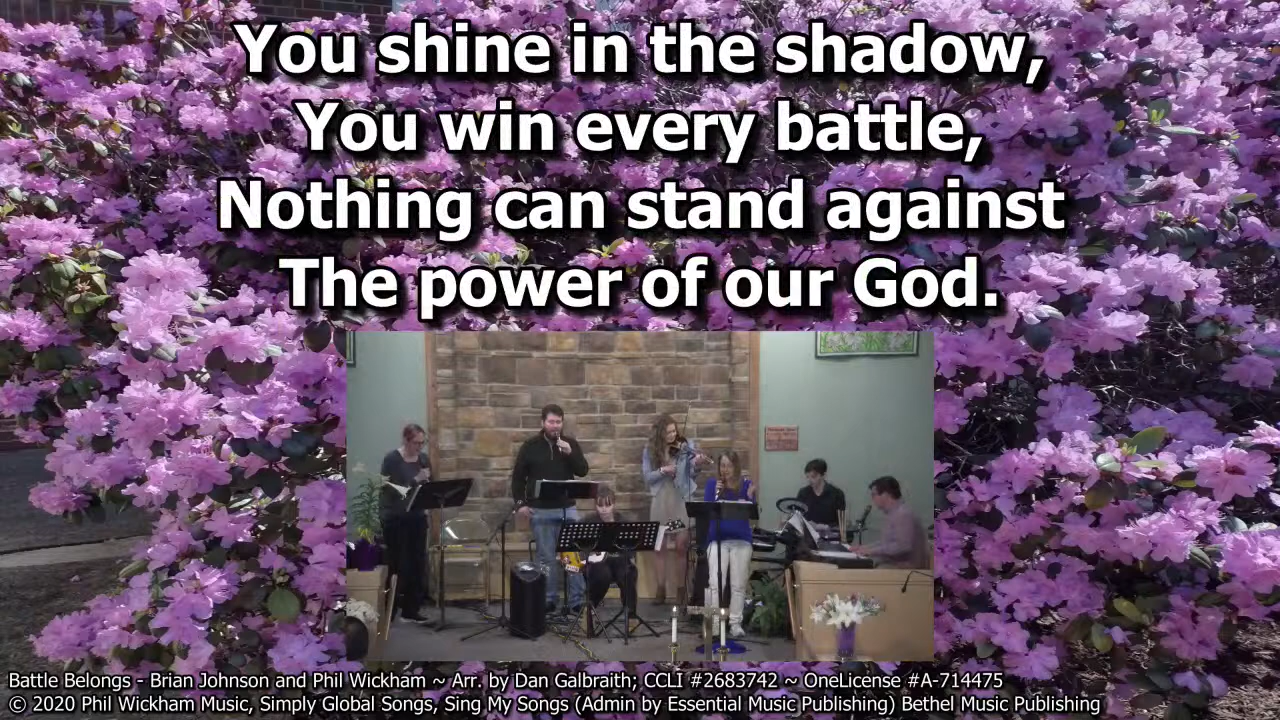 You shine in the shadow,
You win every battle,
Nothing can stand against
The power of our God.
Battle Belongs - Brian Johnson and Phil Wickham ~ Arr. by Dan Galbraith; CCLI #2683742 ~ OneLicense #A-714475
© 2020 Phil Wickham Music, Simply Global Songs, Sing My Songs (Admin by Essential Music Publishing) Bethel Music Publishing